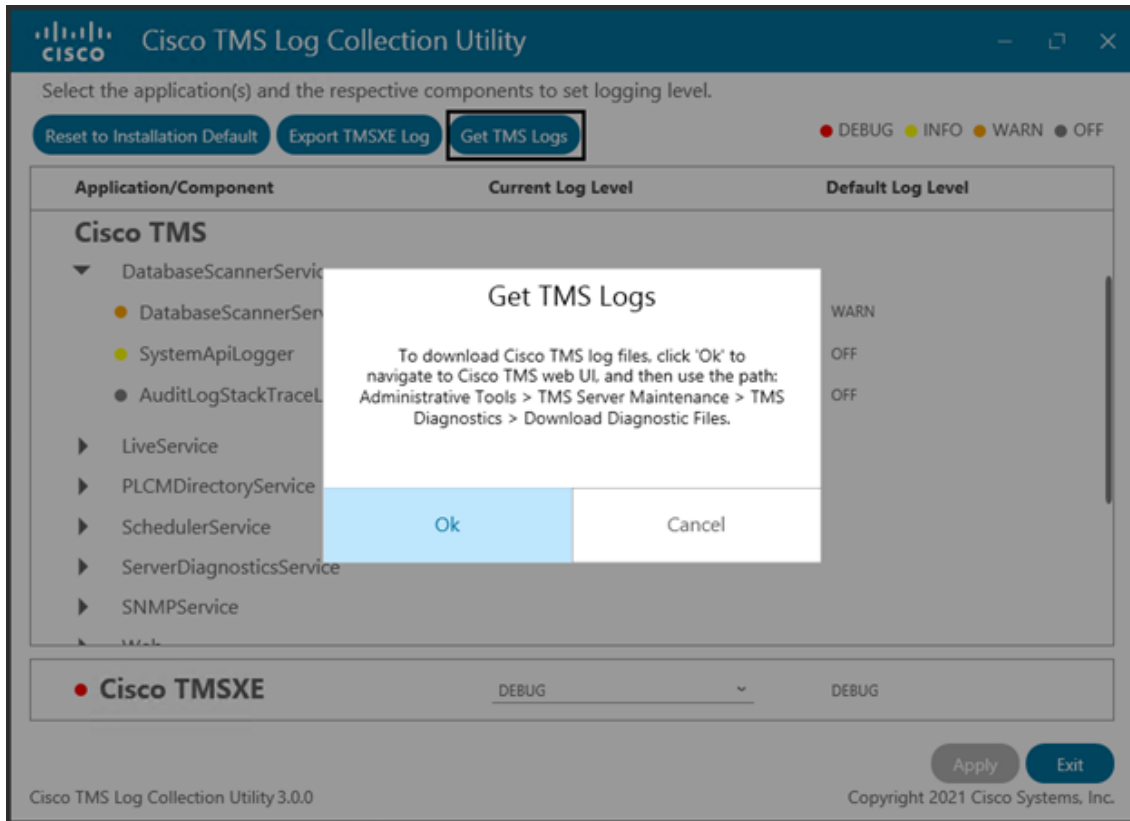 CISCO
Cisco TMS Log Collection Utility
Select the application(s) and the respective components to set logging level.
Reset to Installation Default Export TMSXE Log Get TMS Logs DEBUG INFO WARN OFF
Application/Component Current Log Level Default Log Level
Cisco TMS
DatabaseScannerServic
DatabaseScannerSer WARN
SystemApiLogger OFF
AuditLogStackTraceL OFF
LiveService
PLCMDirectoryService
SchedulerService
ServerDiagnosticsService
SNMPService
Get TMS Logs
To download Cisco TMS log files, click 'Ok' to
navigate to Cisco TMS web UI, and then use the path:
Administrative Tools > TMS Server Maintenance > TMS
Diagnostics > Download Diagnostic Files.
Ok Cancel
Cisco TMSXE DEBUG DEBUG
Apply Exit
Cisco TMS Log Collection Utility 3.0.0 Copyright 2021 Cisco Systems, Inc.